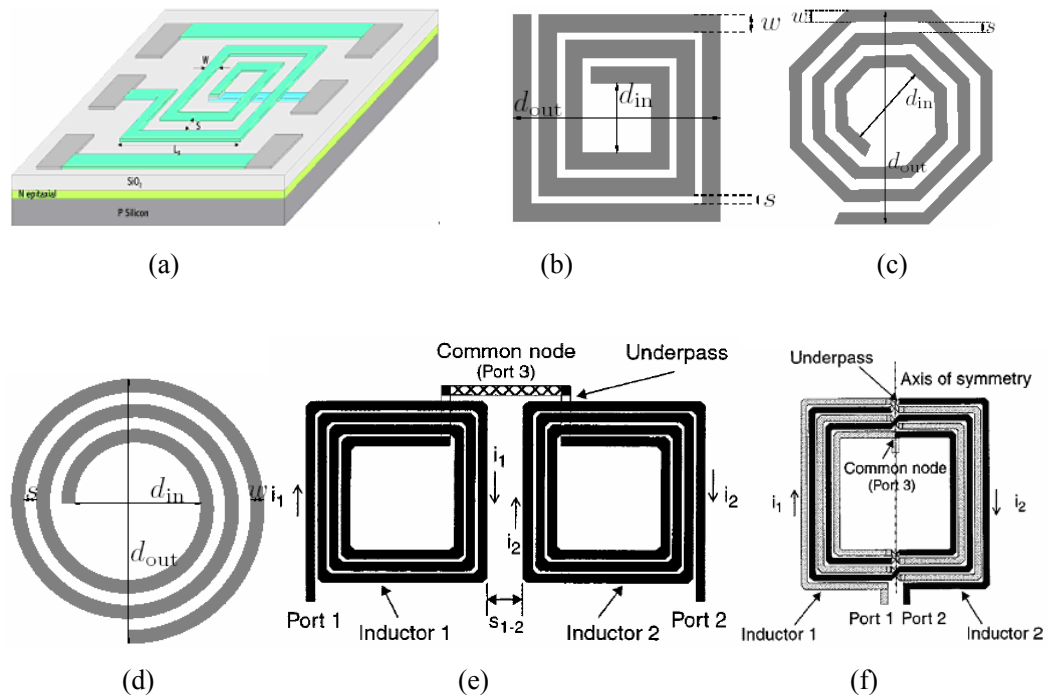 W
S
L₁
SiO₂
N epitaxial
P Silicon
(a)
w
d_out
d_in
s
(b)
w
s
d_in
d_out
(c)
s
d_in
w
d_out
(d)
Common node
(Port 3)
Underpass
i₁
i₁
i₂
i₂
Port 1
Inductor 1
s₁₋₂
Inductor 2
Port 2
(e)
Underpass
Axis of symmetry
Common node
(Port 3)
i₁
i₂
Inductor 1
Port 1
Port 2
Inductor 2
(f)